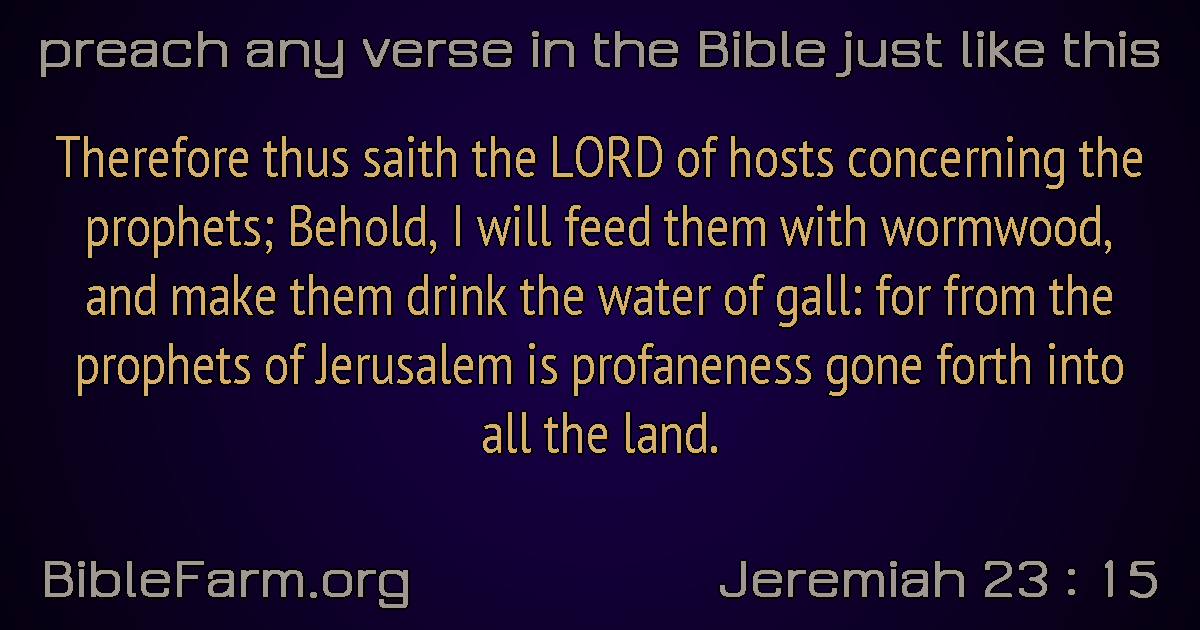 preach any verse in the Bible just like this
Therefore thus saith the LORD of hosts concerning the
prophets; Behold, I will feed them with wormwood,
and make them drink the water of gall: for from the
prophets of Jerusalem is profaneness gone forth into
all the land.
BibleFarm.org
Jeremiah 23 : 15